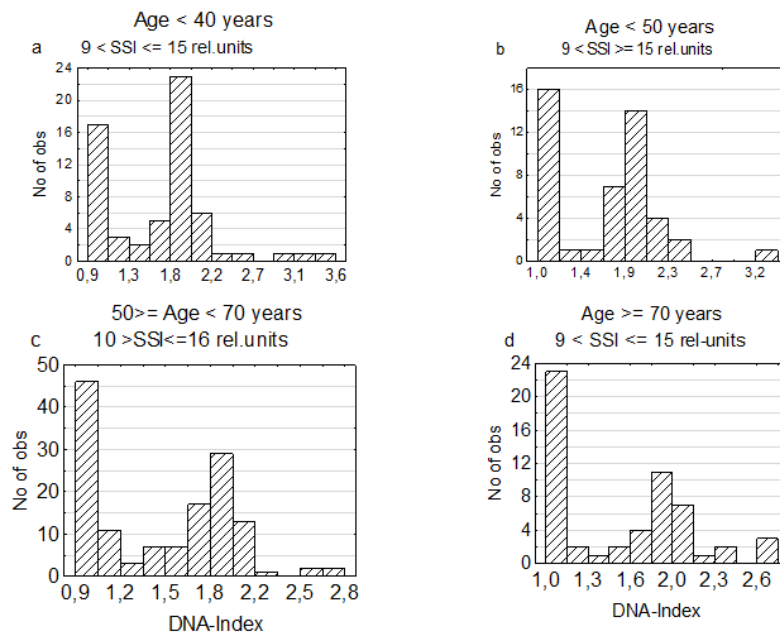 Age < 40 years
a 9 < SSI <= 15 rel.units
24
20
16
12
8
4
0
No of obs
0,9 1,3 1,8 2,2 2,7 3,1 3,6
Age < 50 years
b 9 < SSI >= 15 rel.units
16
12
8
4
0
No of obs
1,0 1,4 1,9 2,3 2,7 3,2
50>= Age < 70 years
c 10 >SSI<=16 rel.units
50
40
30
20
10
0
No of obs
0,9 1,2 1,5 1,8 2,2 2,5 2,8
DNA-Index
Age >= 70 years
d 9 < SSI <= 15 rel-units
24
20
16
12
8
4
0
No of obs
1,0 1,3 1,6 2,0 2,3 2,6
DNA-Index